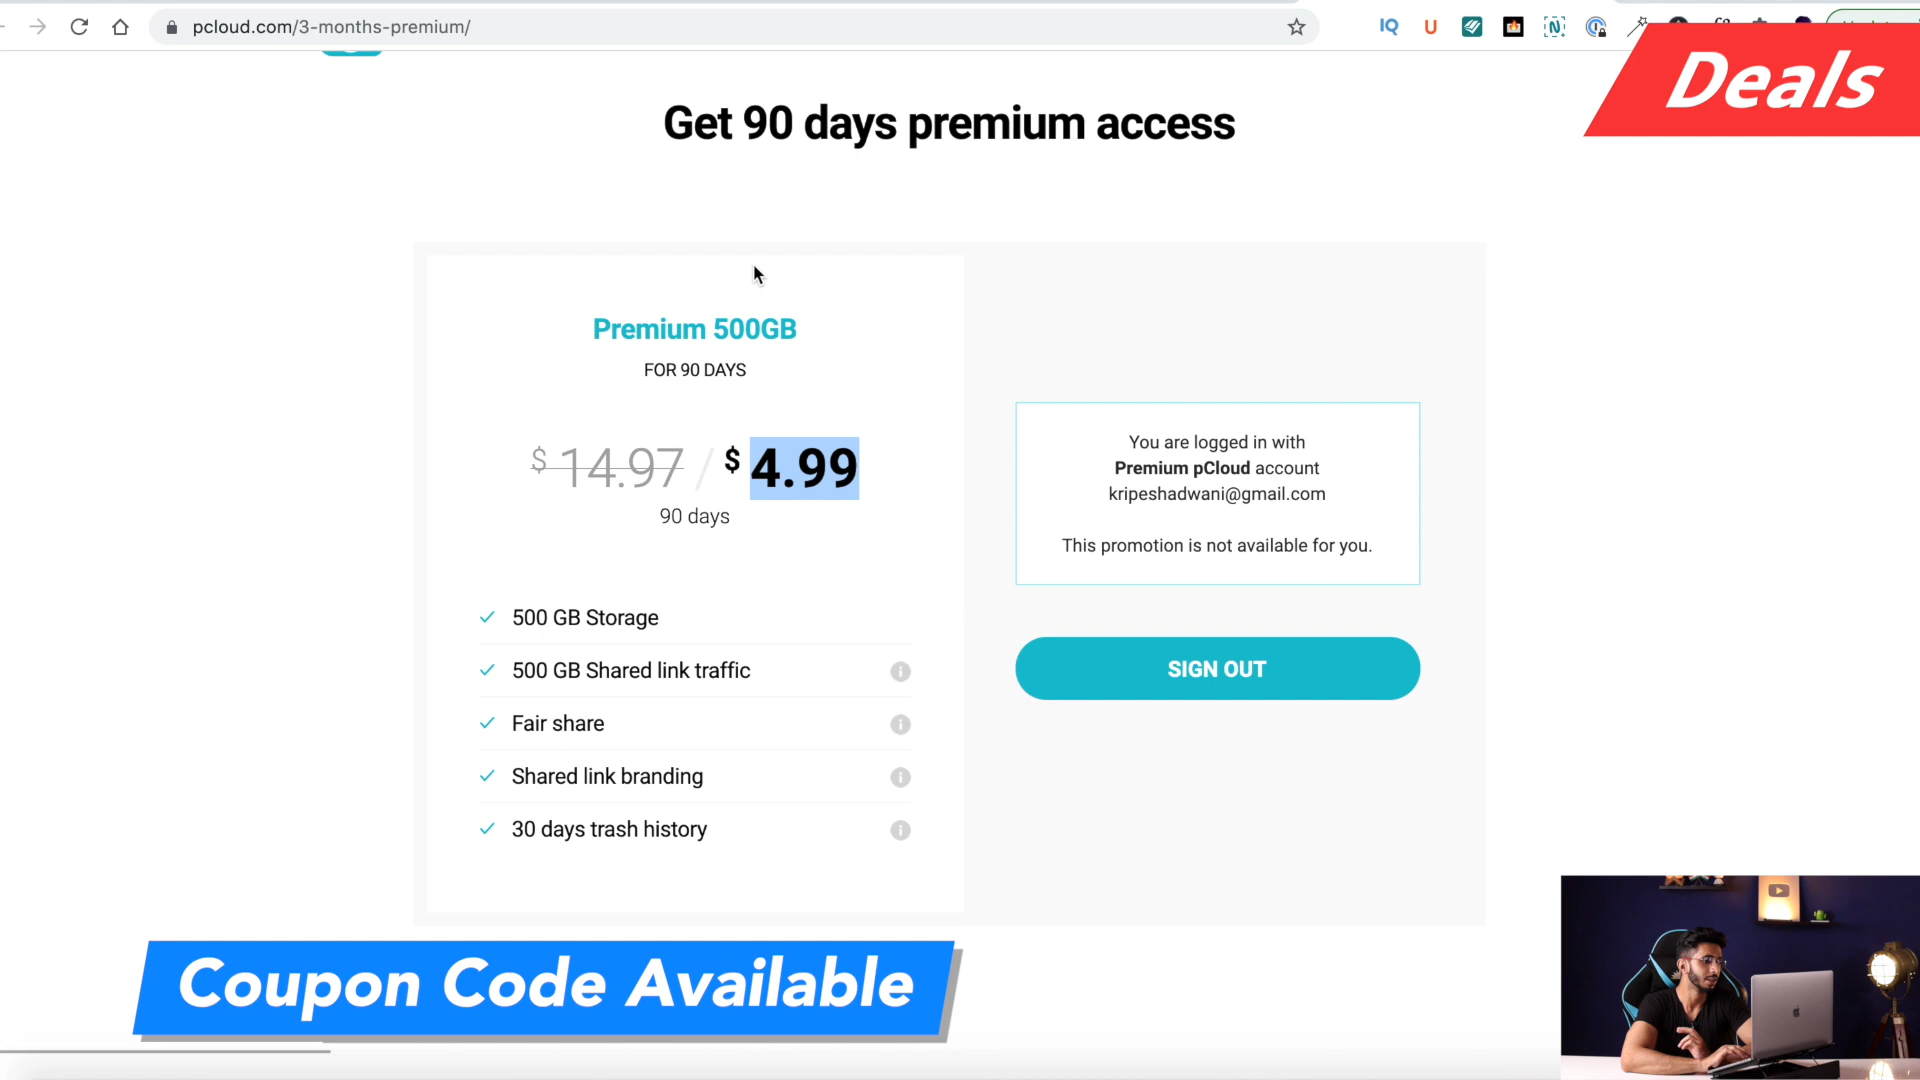 pcloud.com/3-months-premium/
IQ
U
N
Deals
Get 90 days premium access
Premium 500GB
FOR 90 DAYS
$ 14.97 / $ 4.99
90 days
500 GB Storage
500 GB Shared link traffic
Fair share
Shared link branding
30 days trash history
You are logged in with
Premium pCloud account
kripeshadwani@gmail.com
This promotion is not available for you.
SIGN OUT
Coupon Code Available